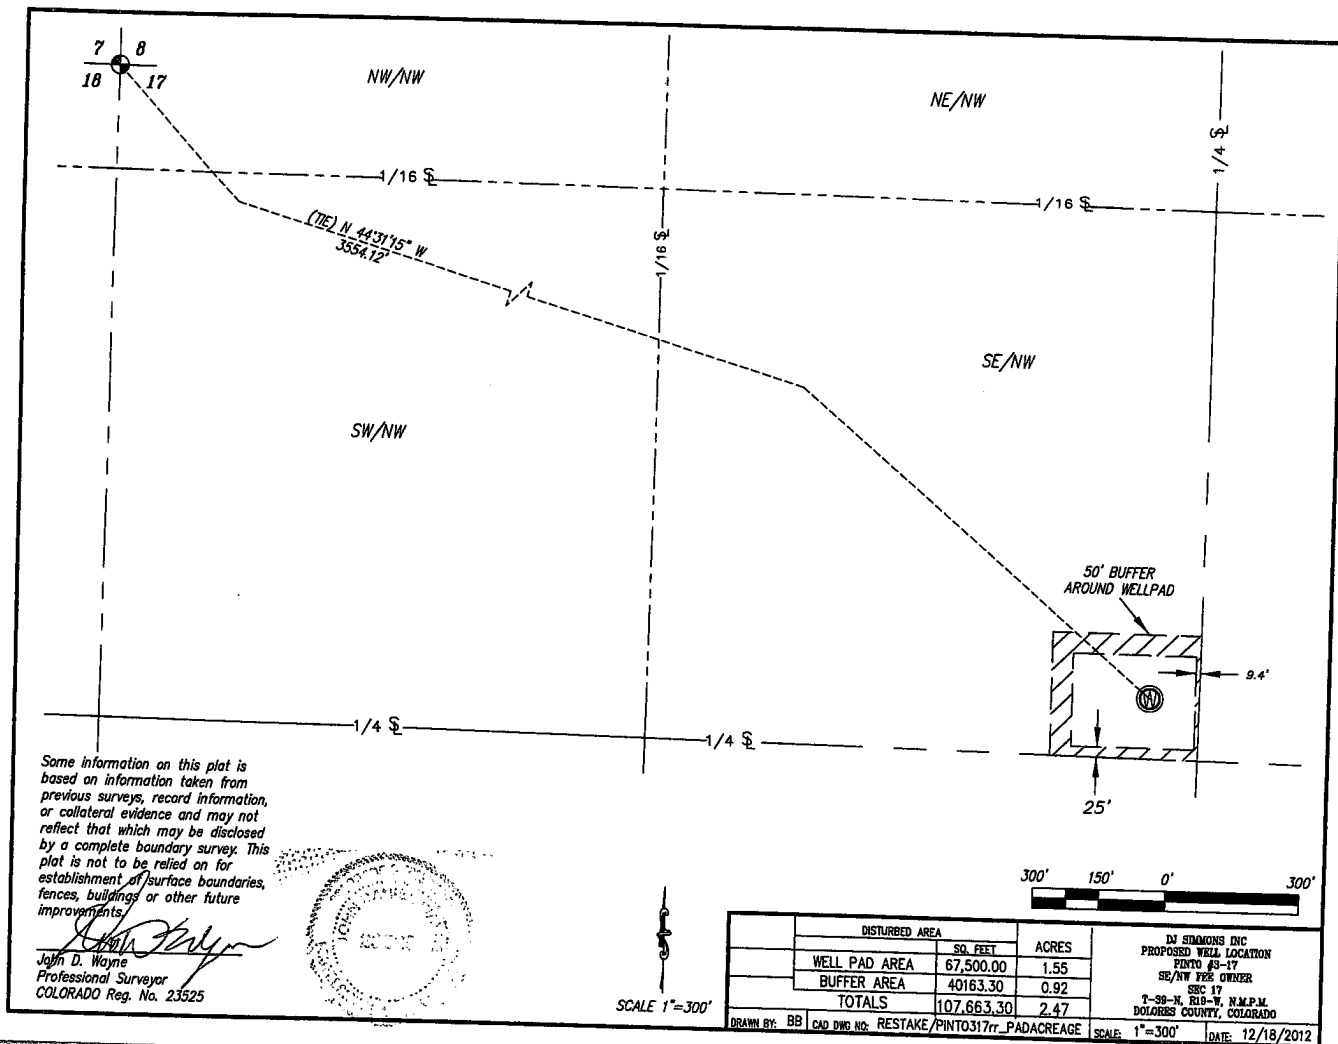 7 8
18 17
NW/NW
NE/NW
1/4 ℄
1/16 ℄
1/16 ℄
(TIE) N 44°31'15" W
3554.12'
1/16 ℄
SE/NW
SW/NW
50' BUFFER
AROUND WELLPAD
9.4'
W
1/4 ℄
1/4 ℄
25'
Some information on this plat is
based on information taken from
previous surveys, record information,
or collateral evidence and may not
reflect that which may be disclosed
by a complete boundary survey. This
plat is not to be relied on for
establishment of surface boundaries,
fences, buildings or other future
improvements.
John D. Wayne
Professional Surveyor
COLORADO Reg. No. 23525
SCALE 1"=300'
300' 150' 0' 300'
DISTURBED AREA
SQ. FEET ACRES
WELL PAD AREA 67,500.00 1.55
BUFFER AREA 40163.30 0.92
TOTALS 107,663.30 2.47
DJ SIMMONS INC
PROPOSED WELL LOCATION
PINTO #3-17
SE/NW FEE OWNER
SEC 17
T-39-N, R19-W, N.M.P.M.
DOLORES COUNTY, COLORADO
DRAWN BY: BB CAD DWG NO: RESTAKE/PINTO317rr_PADACREAGE SCALE: 1"=300' DATE: 12/18/2012